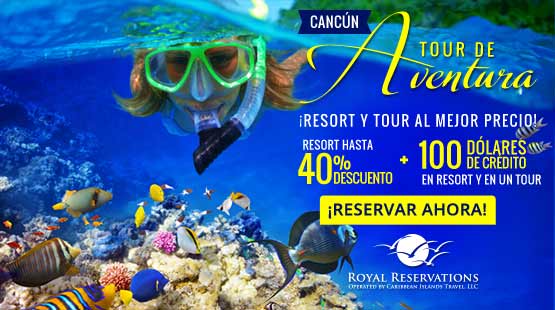 CANCÚN
TOUR DE
Aventura
¡RESORT Y TOUR AL MEJOR PRECIO!
RESORT HASTA
40% DESCUENTO
+ 100 DÓLARES DE CRÉDITO
EN RESORT Y EN UN TOUR
¡RESERVAR AHORA!
ROYAL RESERVATIONS
OPERATED BY CARIBBEAN ISLANDS TRAVEL, LLC